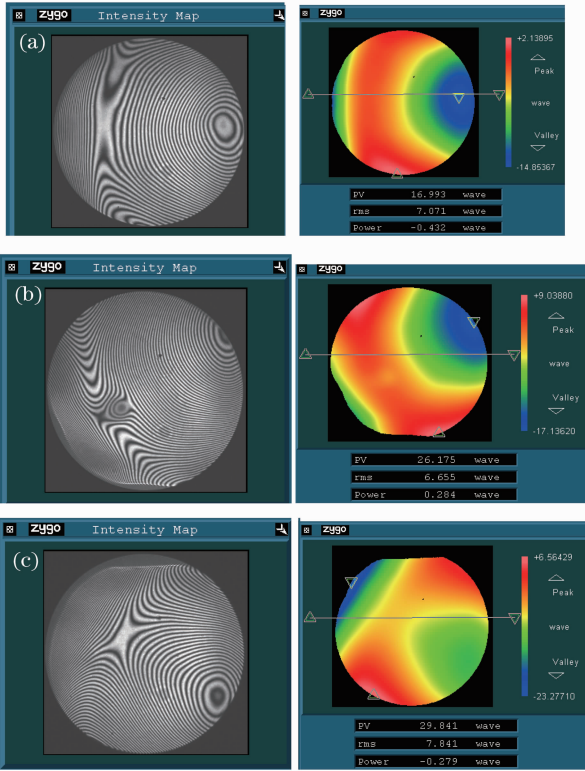 zygo Intensity Map
(a)
zygo
+2.13895
Peak
wave
Valley
-14.85367
PV 16.993 wave
rms 7.071 wave
Power -0.432 wave
zygo Intensity Map
(b)
zygo
+9.03880
Peak
wave
Valley
-17.13620
PV 26.175 wave
rms 6.655 wave
Power 0.284 wave
zygo Intensity Map
(c)
zygo
+6.56429
Peak
wave
Valley
-23.27710
PV 29.841 wave
rms 7.841 wave
Power -0.279 wave